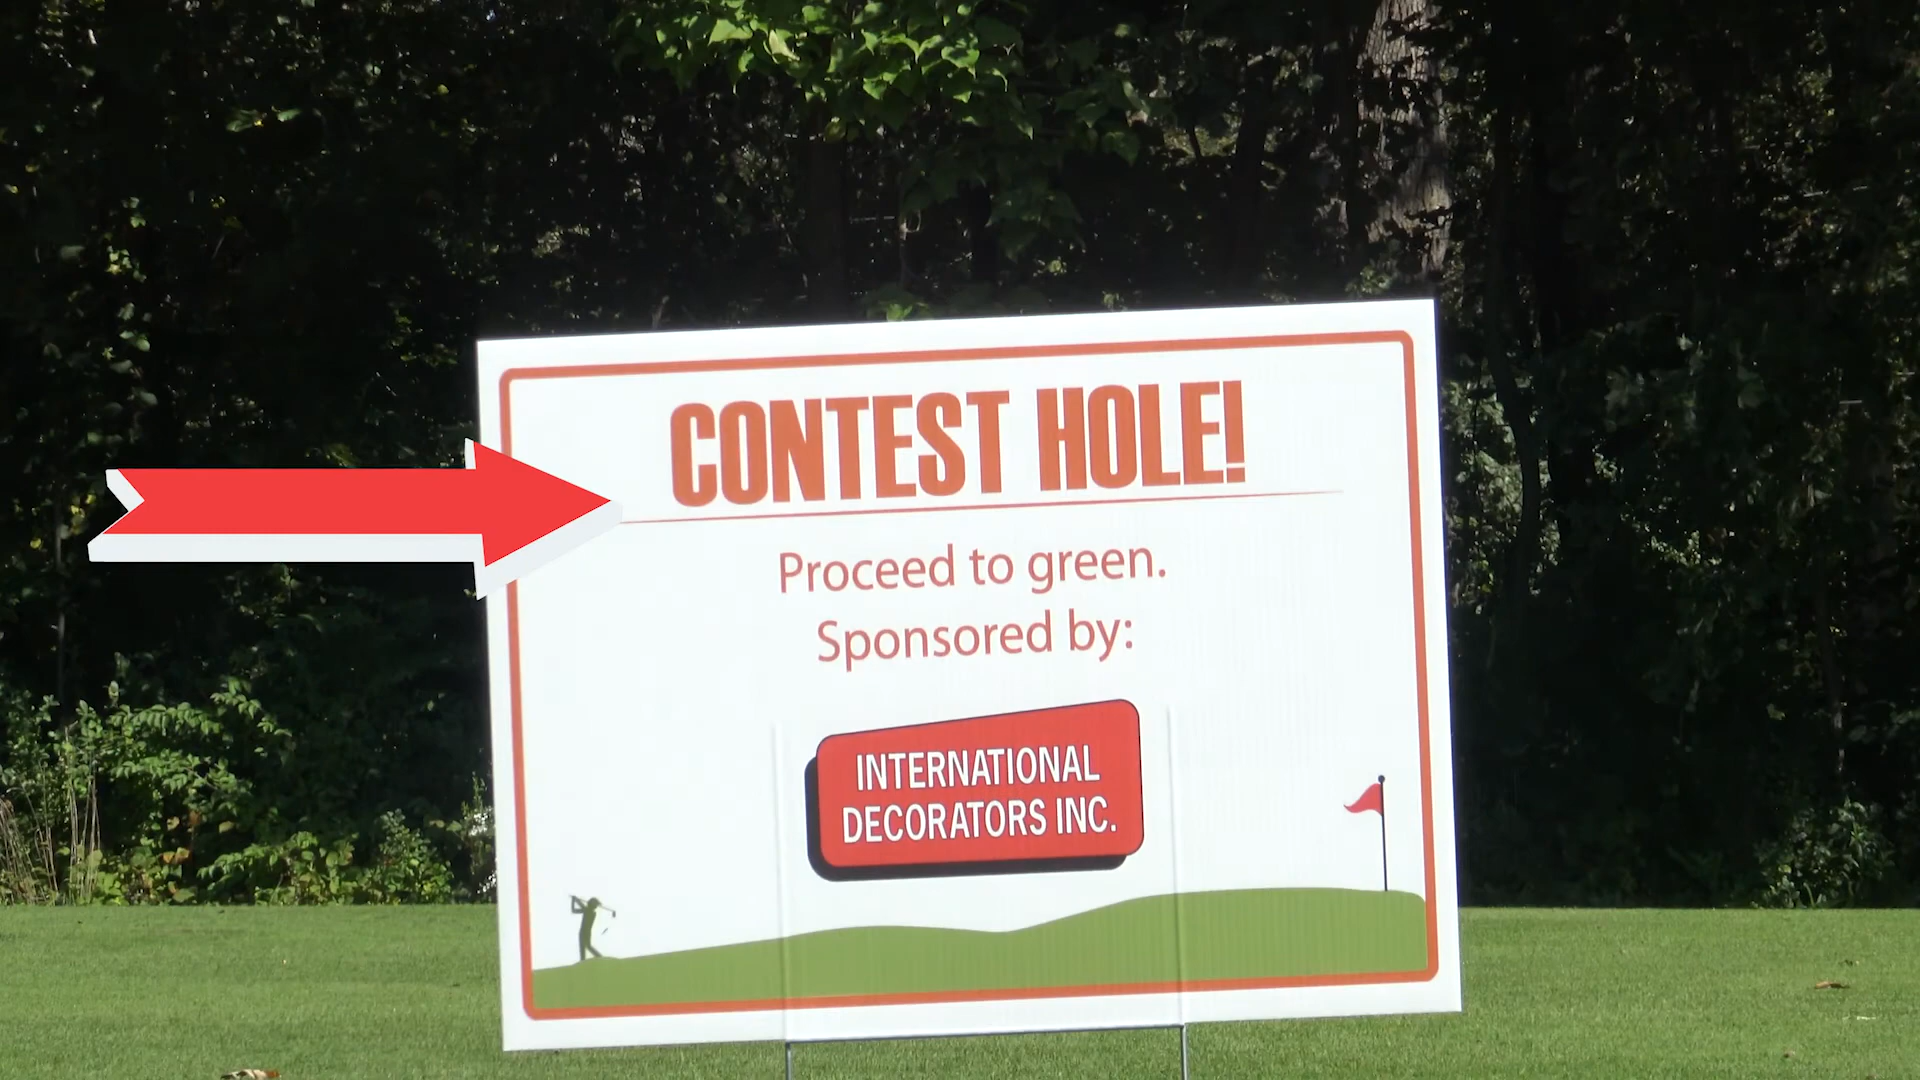 CONTEST HOLE!
Proceed to green.
Sponsored by:
INTERNATIONAL
DECORATORS INC.